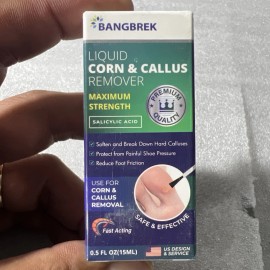 BANGBREK
LIQUID
CORN & CALLUS
REMOVER
MAXIMUM
STRENGTH
PREMIUM
QUALITY
SALICYLIC ACID
Soften and Break Down Hard Calluses
Protect from Painful Shoe Pressure
Reduce Foot Friction
USE FOR
CORN &
CALLUS
REMOVAL
SAFE & EFFECTIVE
Fast Acting
0.5 FL OZ(15ML)
US DESIGN
& SERVICE